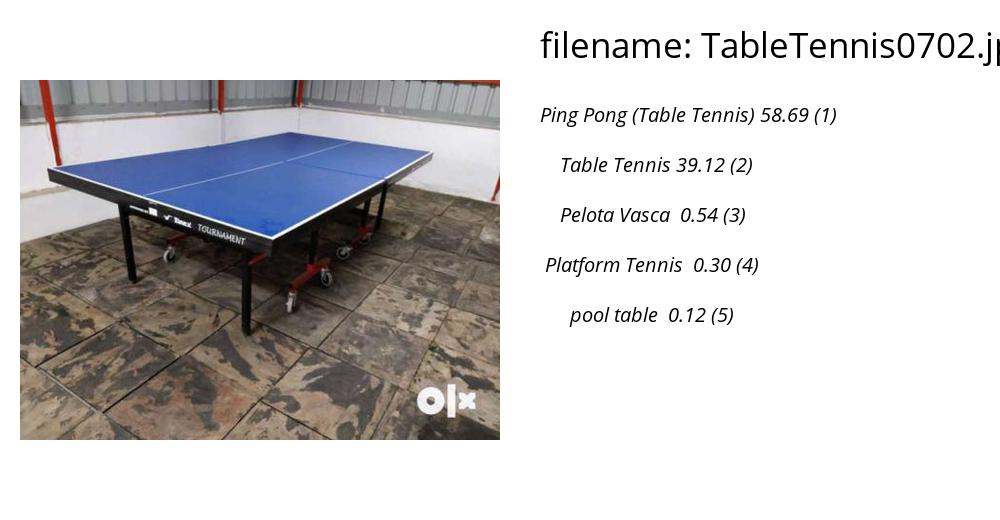 filename: TableTennis0702.jp
Ping Pong (Table Tennis) 58.69 (1)
Table Tennis 39.12 (2)
Pelota Vasca 0.54 (3)
Platform Tennis 0.30 (4)
pool table 0.12 (5)
TOURNAMENT
olx